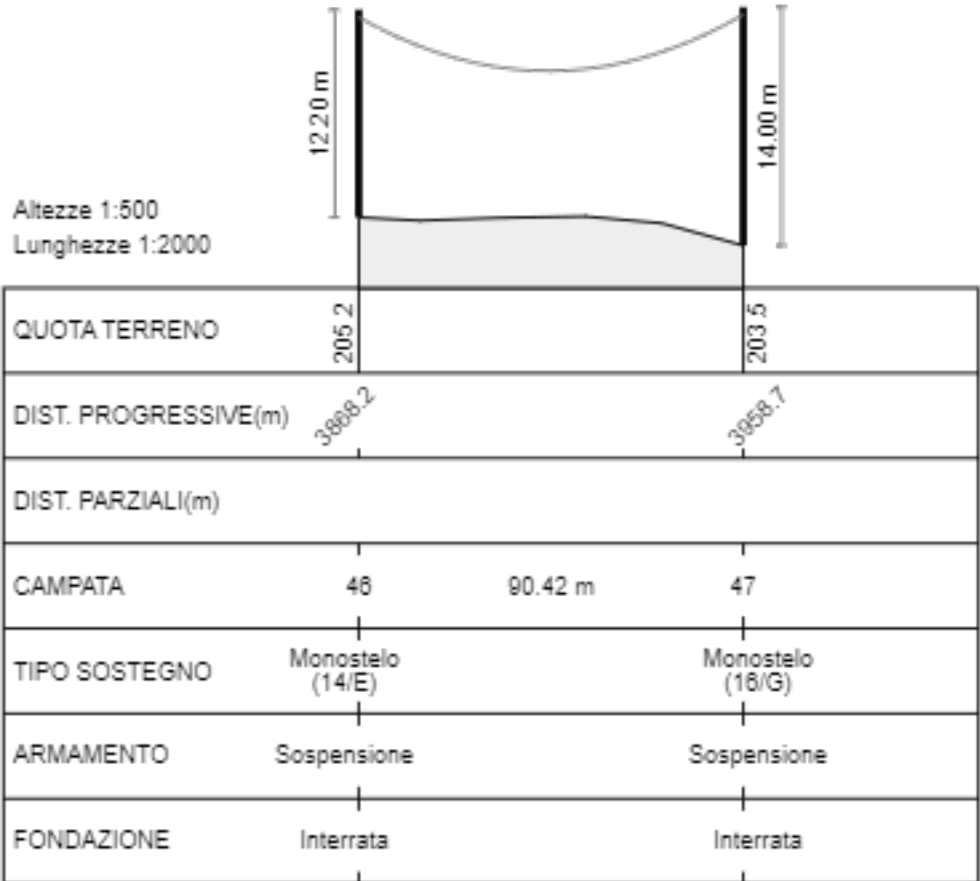 12.20 m
14.00 m
Altezze 1:500
Lunghezze 1:2000
QUOTA TERRENO 205.2 203.5
DIST. PROGRESSIVE(m) 3868.2 3958.7
DIST. PARZIALI(m)
CAMPATA 46 90.42 m 47
TIPO SOSTEGNO Monostelo Monostelo
(14/E) (16/G)
ARMAMENTO Sospensione Sospensione
FONDAZIONE Interrata Interrata